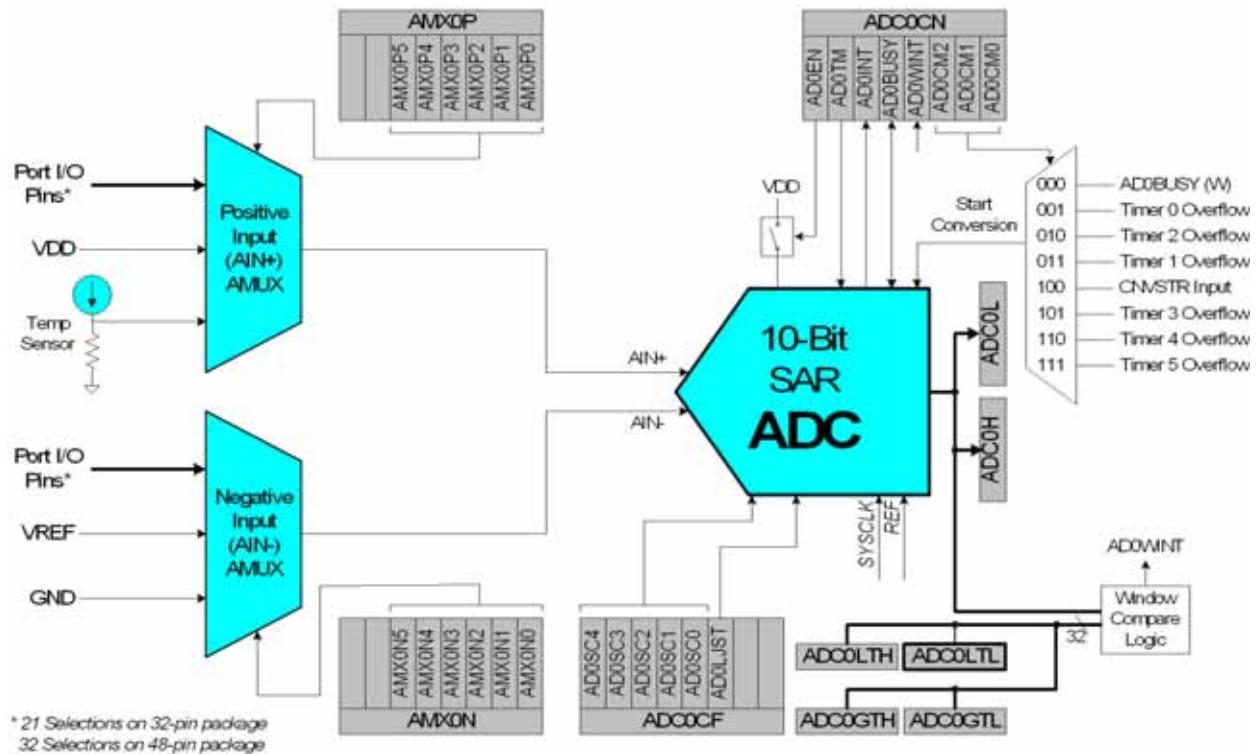 AMX0P
AMX0P5
AMX0P4
AMX0P3
AMX0P2
AMX0P1
AMX0P0
ADC0CN
AD0EN
AD0TM
AD0INT
AD0BUSY
AD0WINT
AD0CM2
AD0CM1
AD0CM0
Port I/O
Pins*
VDD
Temp
Sensor
Positive
Input
(AIN+)
AMUX
VDD
Start
Conversion
000 AD0BUSY (W)
001 Timer 0 Overflow
010 Timer 2 Overflow
011 Timer 1 Overflow
100 CNVSTR Input
101 Timer 3 Overflow
110 Timer 4 Overflow
111 Timer 5 Overflow
AIN+
AIN-
10-Bit
SAR
ADC
ADC0L
ADC0H
Port I/O
Pins*
VREF
GND
Negative
Input
(AIN-)
AMUX
SYSCLK
REF
AD0WINT
Window
Compare
Logic
32
ADC0LTH
ADC0LTL
ADC0GTH
ADC0GTL
AMX0N5
AMX0N4
AMX0N3
AMX0N2
AMX0N1
AMX0N0
AMX0N
AD0SC4
AD0SC3
AD0SC2
AD0SC1
AD0SC0
AD0LJST
ADC0CF
* 21 Selections on 32-pin package
32 Selections on 48-pin package